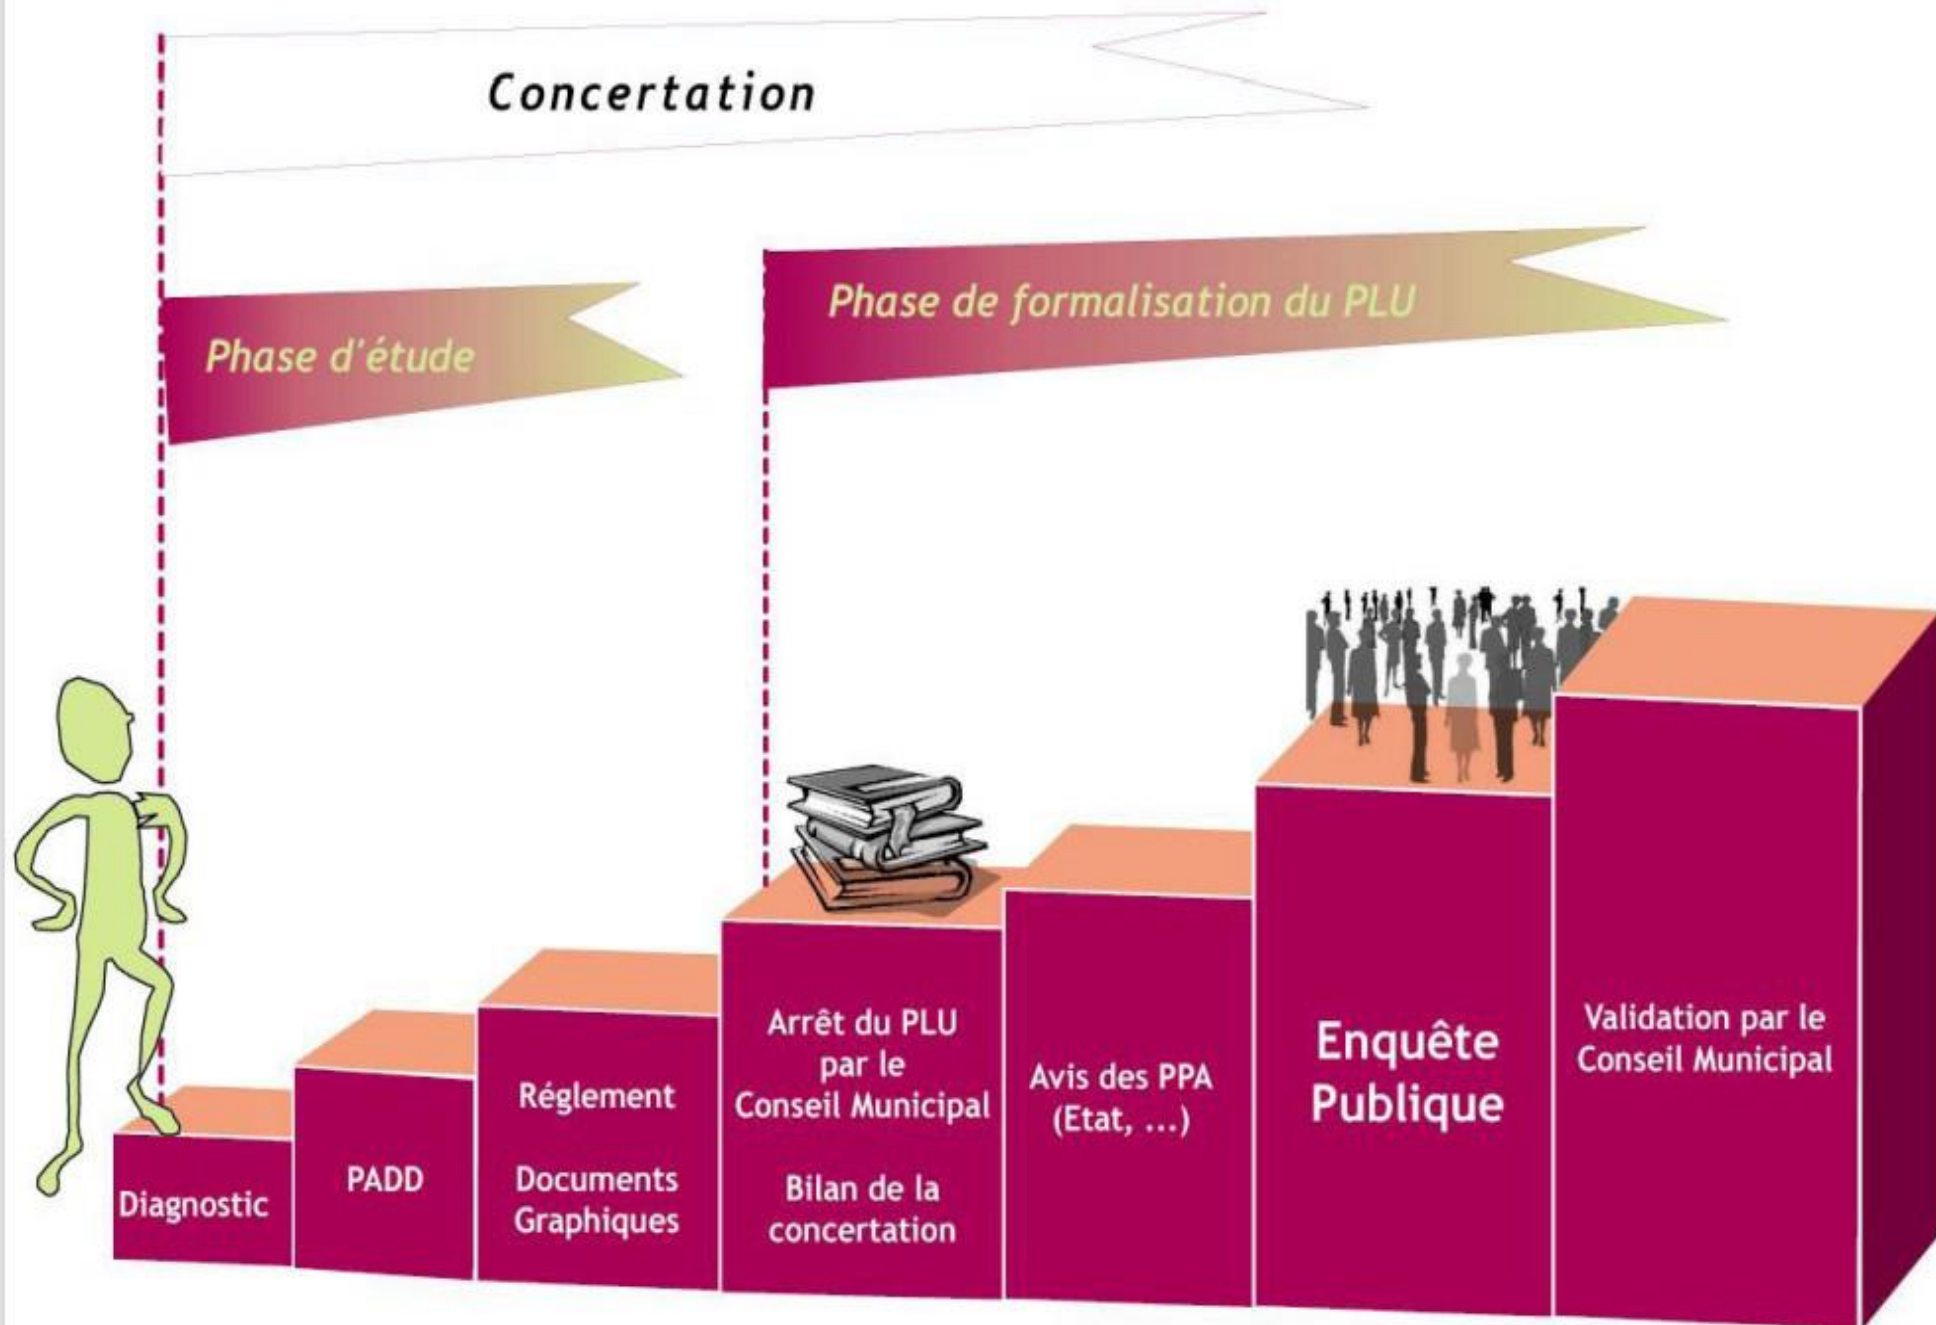 Concertation
Phase d'étude
Phase de formalisation du PLU
Diagnostic
PADD
Réglement
Documents
Graphiques
Arrêt du PLU
par le
Conseil Municipal
Bilan de la
concertation
Avis des PPA
(Etat, ...)
Enquête
Publique
Validation par le
Conseil Municipal